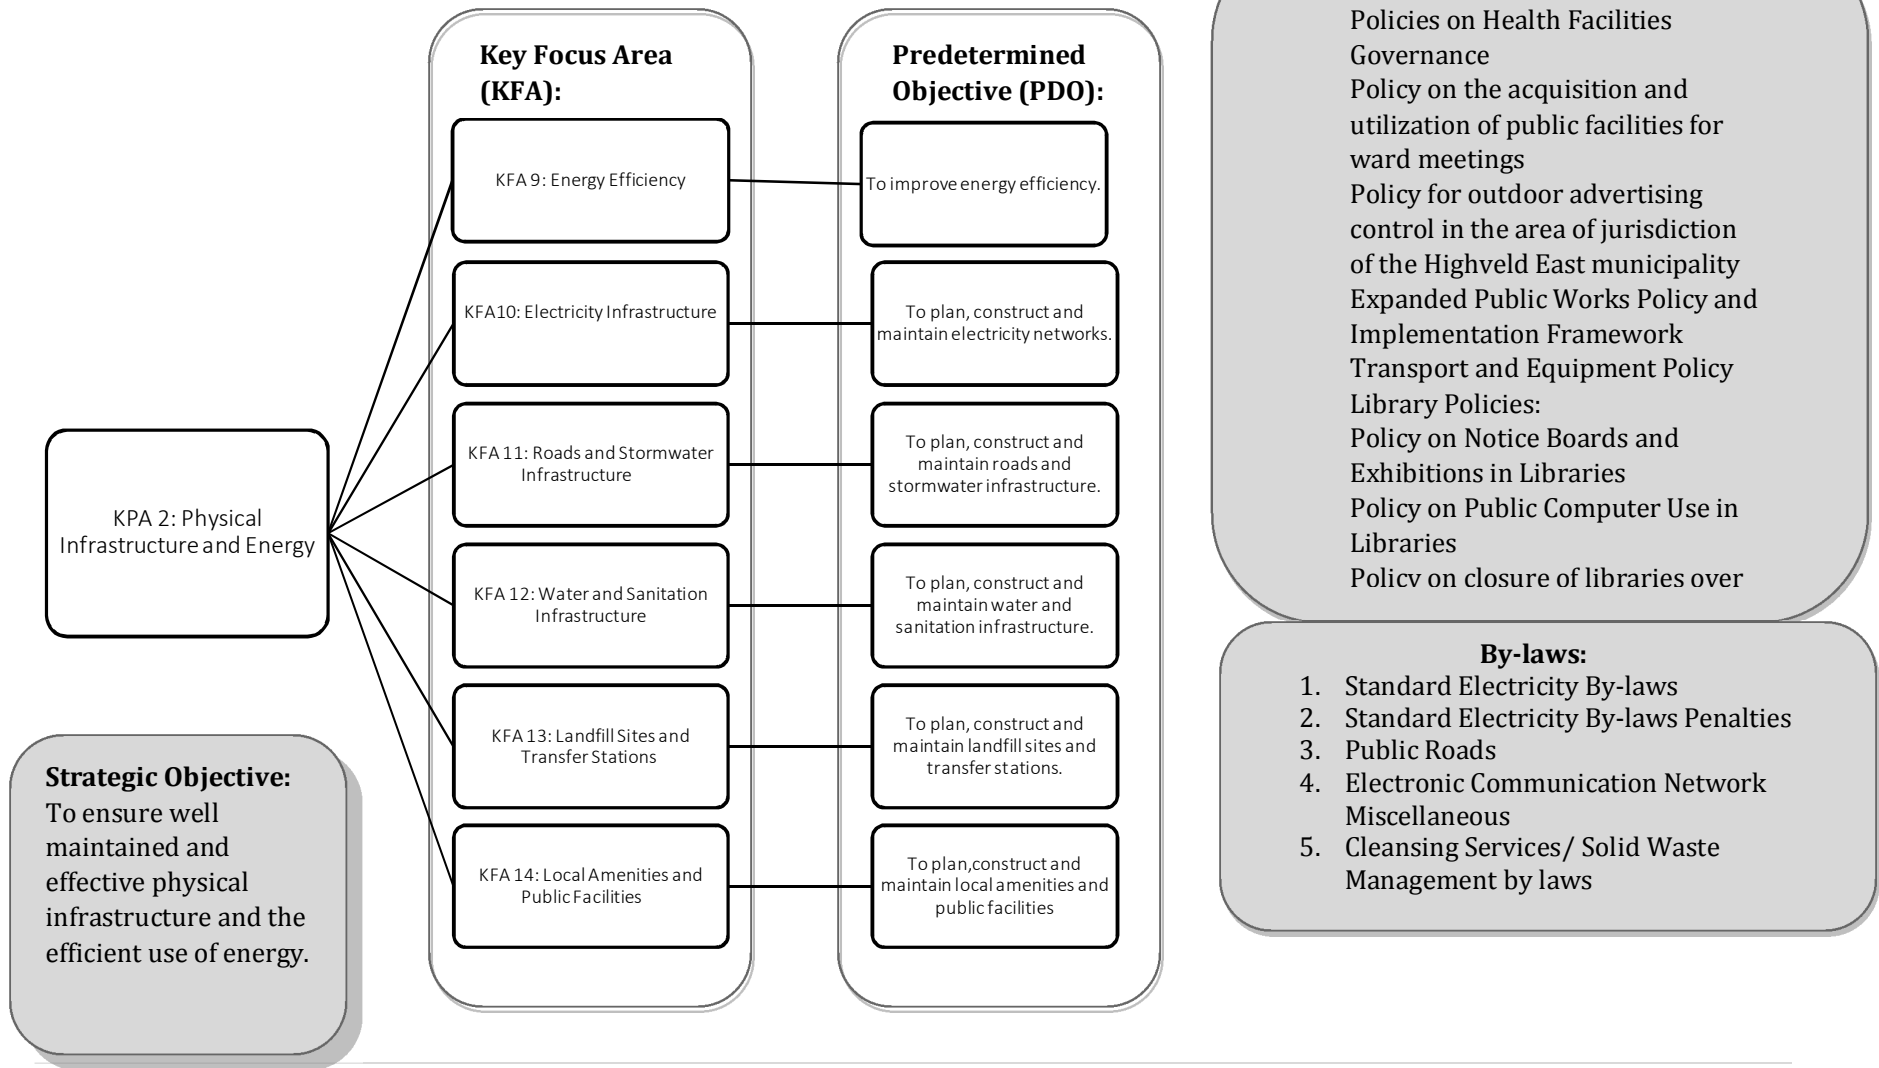 KPA 2: Physical
Infrastructure and Energy
Strategic Objective:
To ensure well
maintained and
effective physical
infrastructure and the
efficient use of energy.
Key Focus Area
(KFA):
KFA 9: Energy Efficiency
KFA10: Electricity Infrastructure
KFA 11: Roads and Stormwater
Infrastructure
KFA 12: Water and Sanitation
Infrastructure
KFA 13: Landfill Sites and
Transfer Stations
KFA 14: Local Amenities and
Public Facilities
Predetermined
Objective (PDO):
To improve energy efficiency.
To plan, construct and
maintain electricity networks.
To plan, construct and
maintain roads and
stormwater infrastructure.
To plan, construct and
maintain water and
sanitation infrastructure.
To plan, construct and
maintain landfill sites and
transfer stations.
To plan,construct and
maintain local amenities and
public facilities
Policies on Health Facilities
Governance
Policy on the acquisition and
utilization of public facilities for
ward meetings
Policy for outdoor advertising
control in the area of jurisdiction
of the Highveld East municipality
Expanded Public Works Policy and
Implementation Framework
Transport and Equipment Policy
Library Policies:
Policy on Notice Boards and
Exhibitions in Libraries
Policy on Public Computer Use in
Libraries
Policy on closure of libraries over
By-laws:
1. Standard Electricity By-laws
2. Standard Electricity By-laws Penalties
3. Public Roads
4. Electronic Communication Network
Miscellaneous
5. Cleansing Services/ Solid Waste
Management by laws